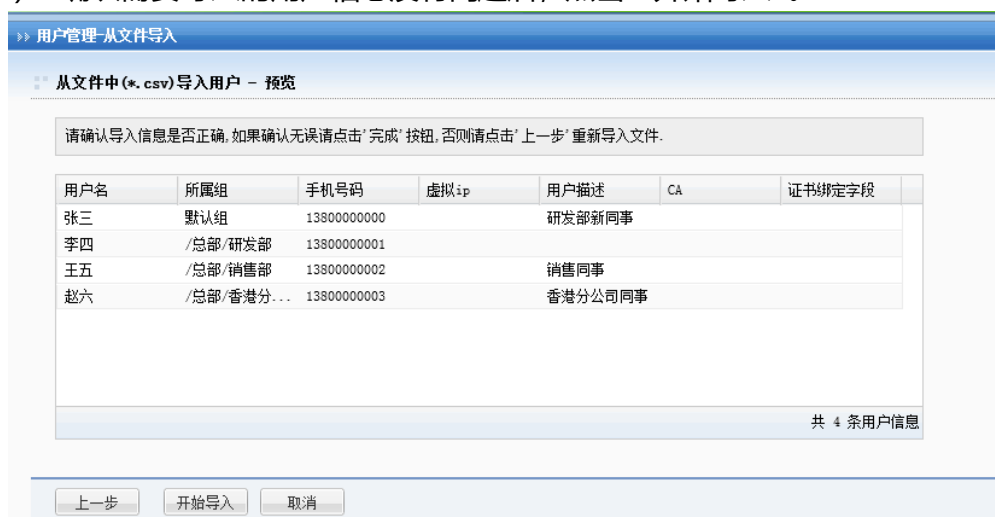 >> 用户管理-从文件导入
从文件中(*.csv)导入用户 - 预览
请确认导入信息是否正确,如果确认无误请点击'完成'按钮,否则请点击'上一步'重新导入文件.
用户名 所属组 手机号码 虚拟ip 用户描述 CA 证书绑定字段
张三 默认组 13800000000 研发部新同事
李四 /总部/研发部 13800000001
王五 /总部/销售部 13800000002 销售同事
赵六 /总部/香港分... 13800000003 香港分公司同事
共 4 条用户信息
上一步 开始导入 取消